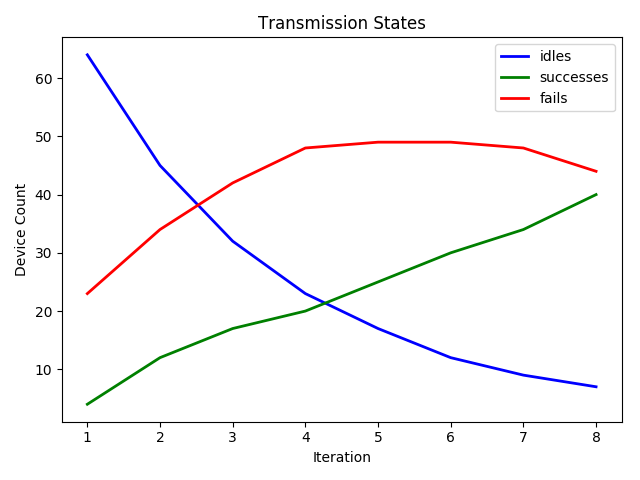 Transmission States
idles
successes
fails
Device Count
60
50
40
30
20
10
1 2 3 4 5 6 7 8
Iteration